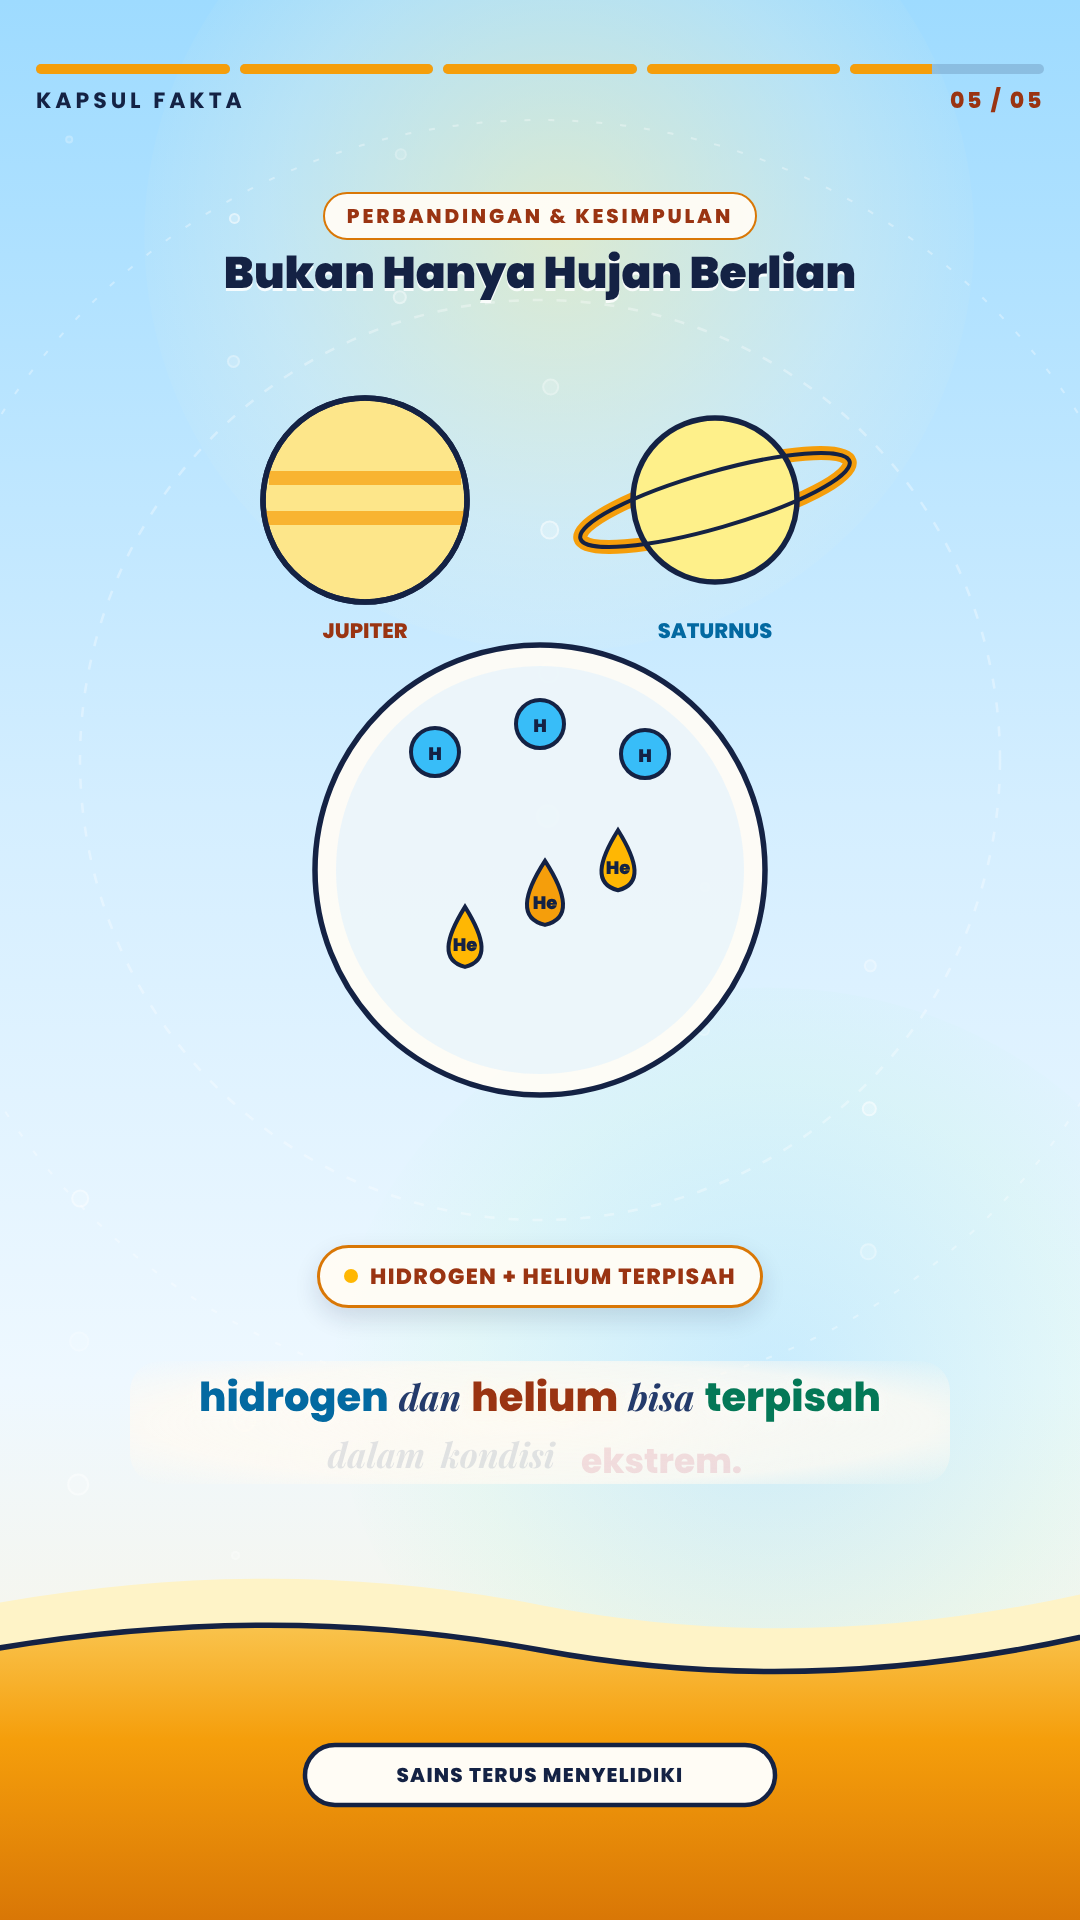 KAPSUL FAKTA
05 / 05
PERBANDINGAN & KESIMPULAN
Bukan Hanya Hujan Berlian
JUPITER
SATURNUS
H
H
H
He
He
He
HIDROGEN + HELIUM TERPISAH
hidrogen dan helium bisa terpisah
dalam kondisi ekstrem.
SAINS TERUS MENYELIDIKI